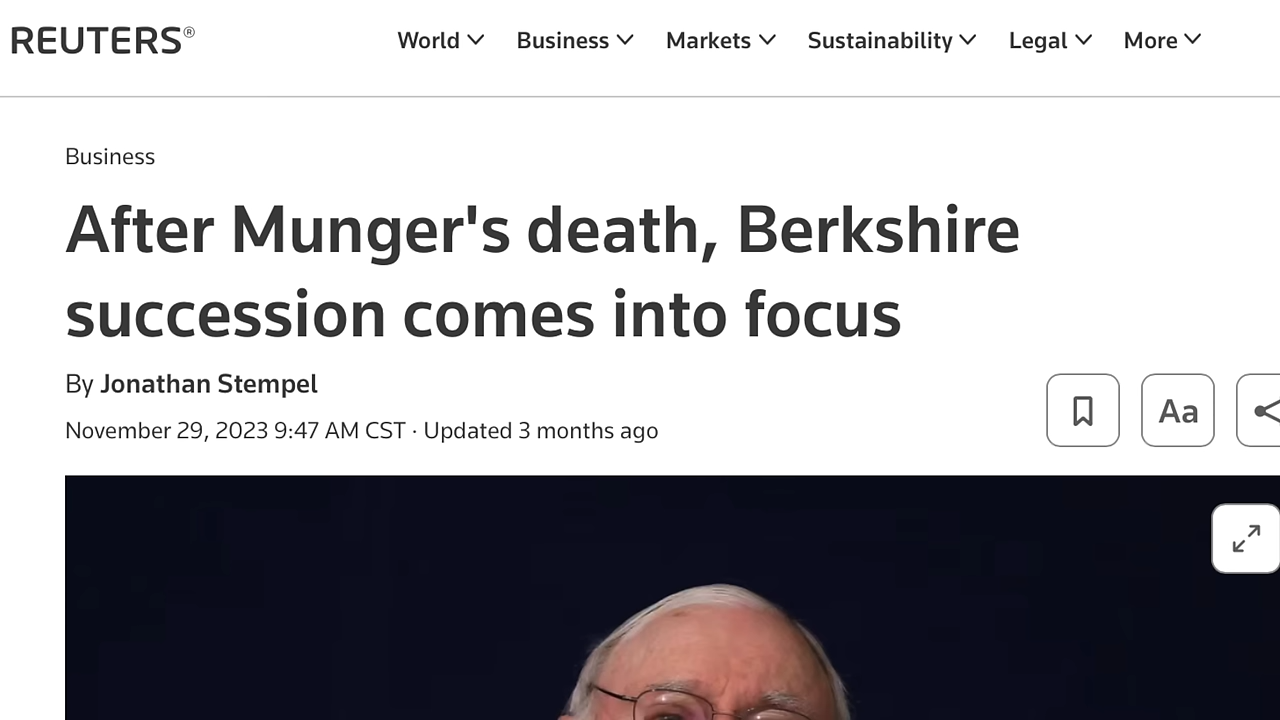 REUTERS®
World Business Markets Sustainability Legal More
Business
After Munger's death, Berkshire
succession comes into focus
By Jonathan Stempel
November 29, 2023 9:47 AM CST · Updated 3 months ago
Aa